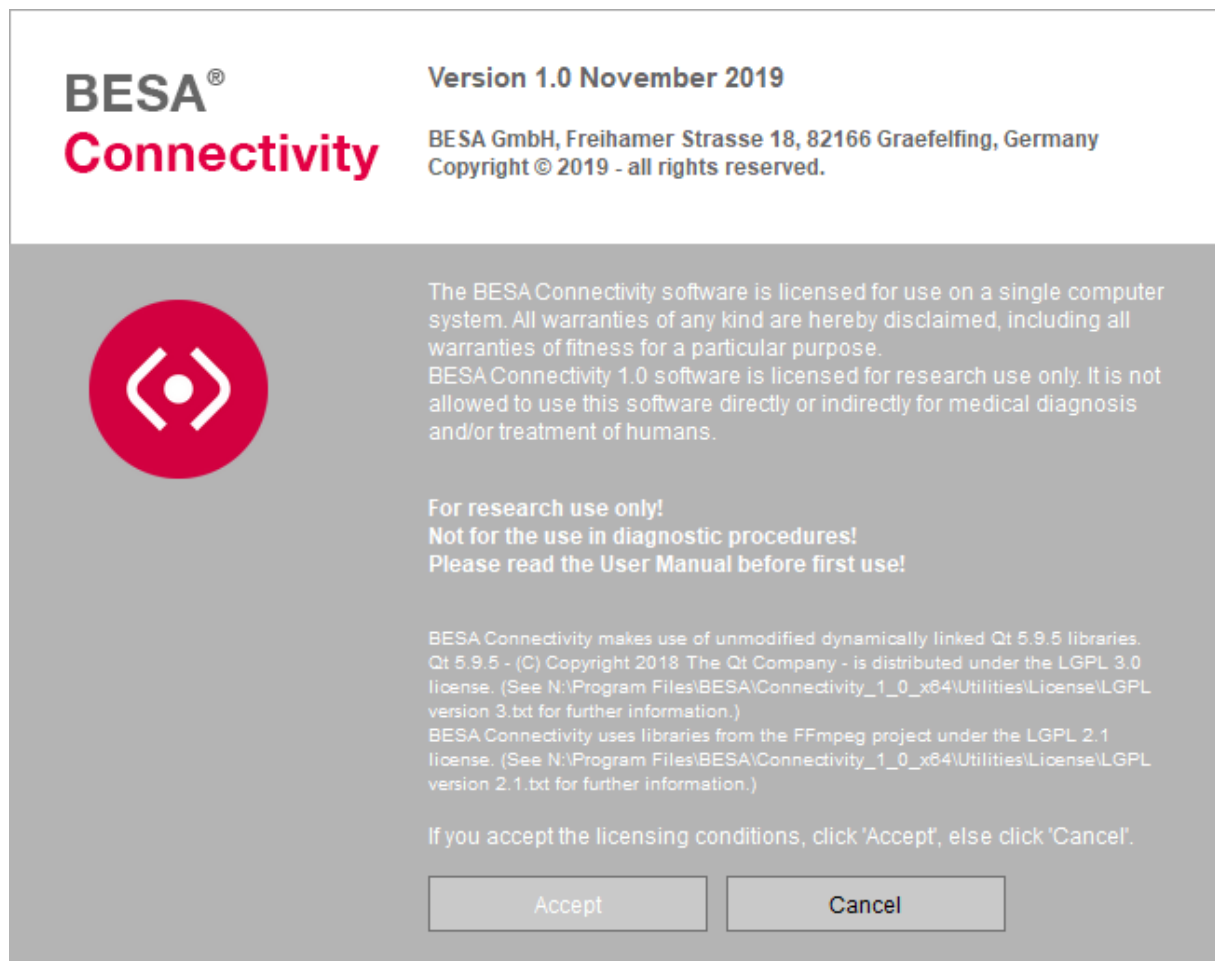 BESA®
Connectivity
Version 1.0 November 2019
BESA GmbH, Freihamer Strasse 18, 82166 Graefelfing, Germany
Copyright © 2019 - all rights reserved.
The BESA Connectivity software is licensed for use on a single computer
system. All warranties of any kind are hereby disclaimed, including all
warranties of fitness for a particular purpose.
BESA Connectivity 1.0 software is licensed for research use only. It is not
allowed to use this software directly or indirectly for medical diagnosis
and/or treatment of humans.
For research use only!
Not for the use in diagnostic procedures!
Please read the User Manual before first use!
BESA Connectivity makes use of unmodified dynamically linked Qt 5.9.5 libraries.
Qt 5.9.5 - (C) Copyright 2018 The Qt Company - is distributed under the LGPL 3.0
license. (See N:\Program Files\BESA\Connectivity_1_0_x64\Utilities\License\LGPL
version 3.txt for further information.)
BESA Connectivity uses libraries from the FFmpeg project under the LGPL 2.1
license. (See N:\Program Files\BESA\Connectivity_1_0_x64\Utilities\License\LGPL
version 2.1.txt for further information.)
If you accept the licensing conditions, click 'Accept', else click 'Cancel'.
Accept
Cancel